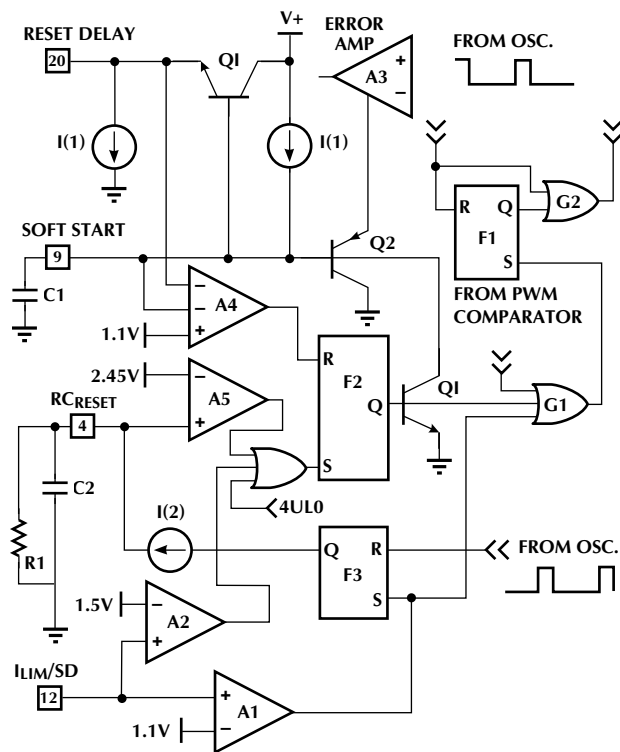 V+
RESET DELAY
20
Q1
ERROR
AMP
A3
+
−
FROM OSC.
I(1)
I(1)
SOFT START
9
C1
Q2
R
Q
F1
S
G2
FROM PWM
COMPARATOR
−
−
+
A4
1.1V
2.45V
−
+
A5
R
F2
Q
S
Q1
G1
RCRESET
4
C2
R1
4UL0
I(2)
Q
R
F3
S
FROM OSC.
1.5V
−
+
A2
ILIM/SD
12
+
−
A1
1.1V